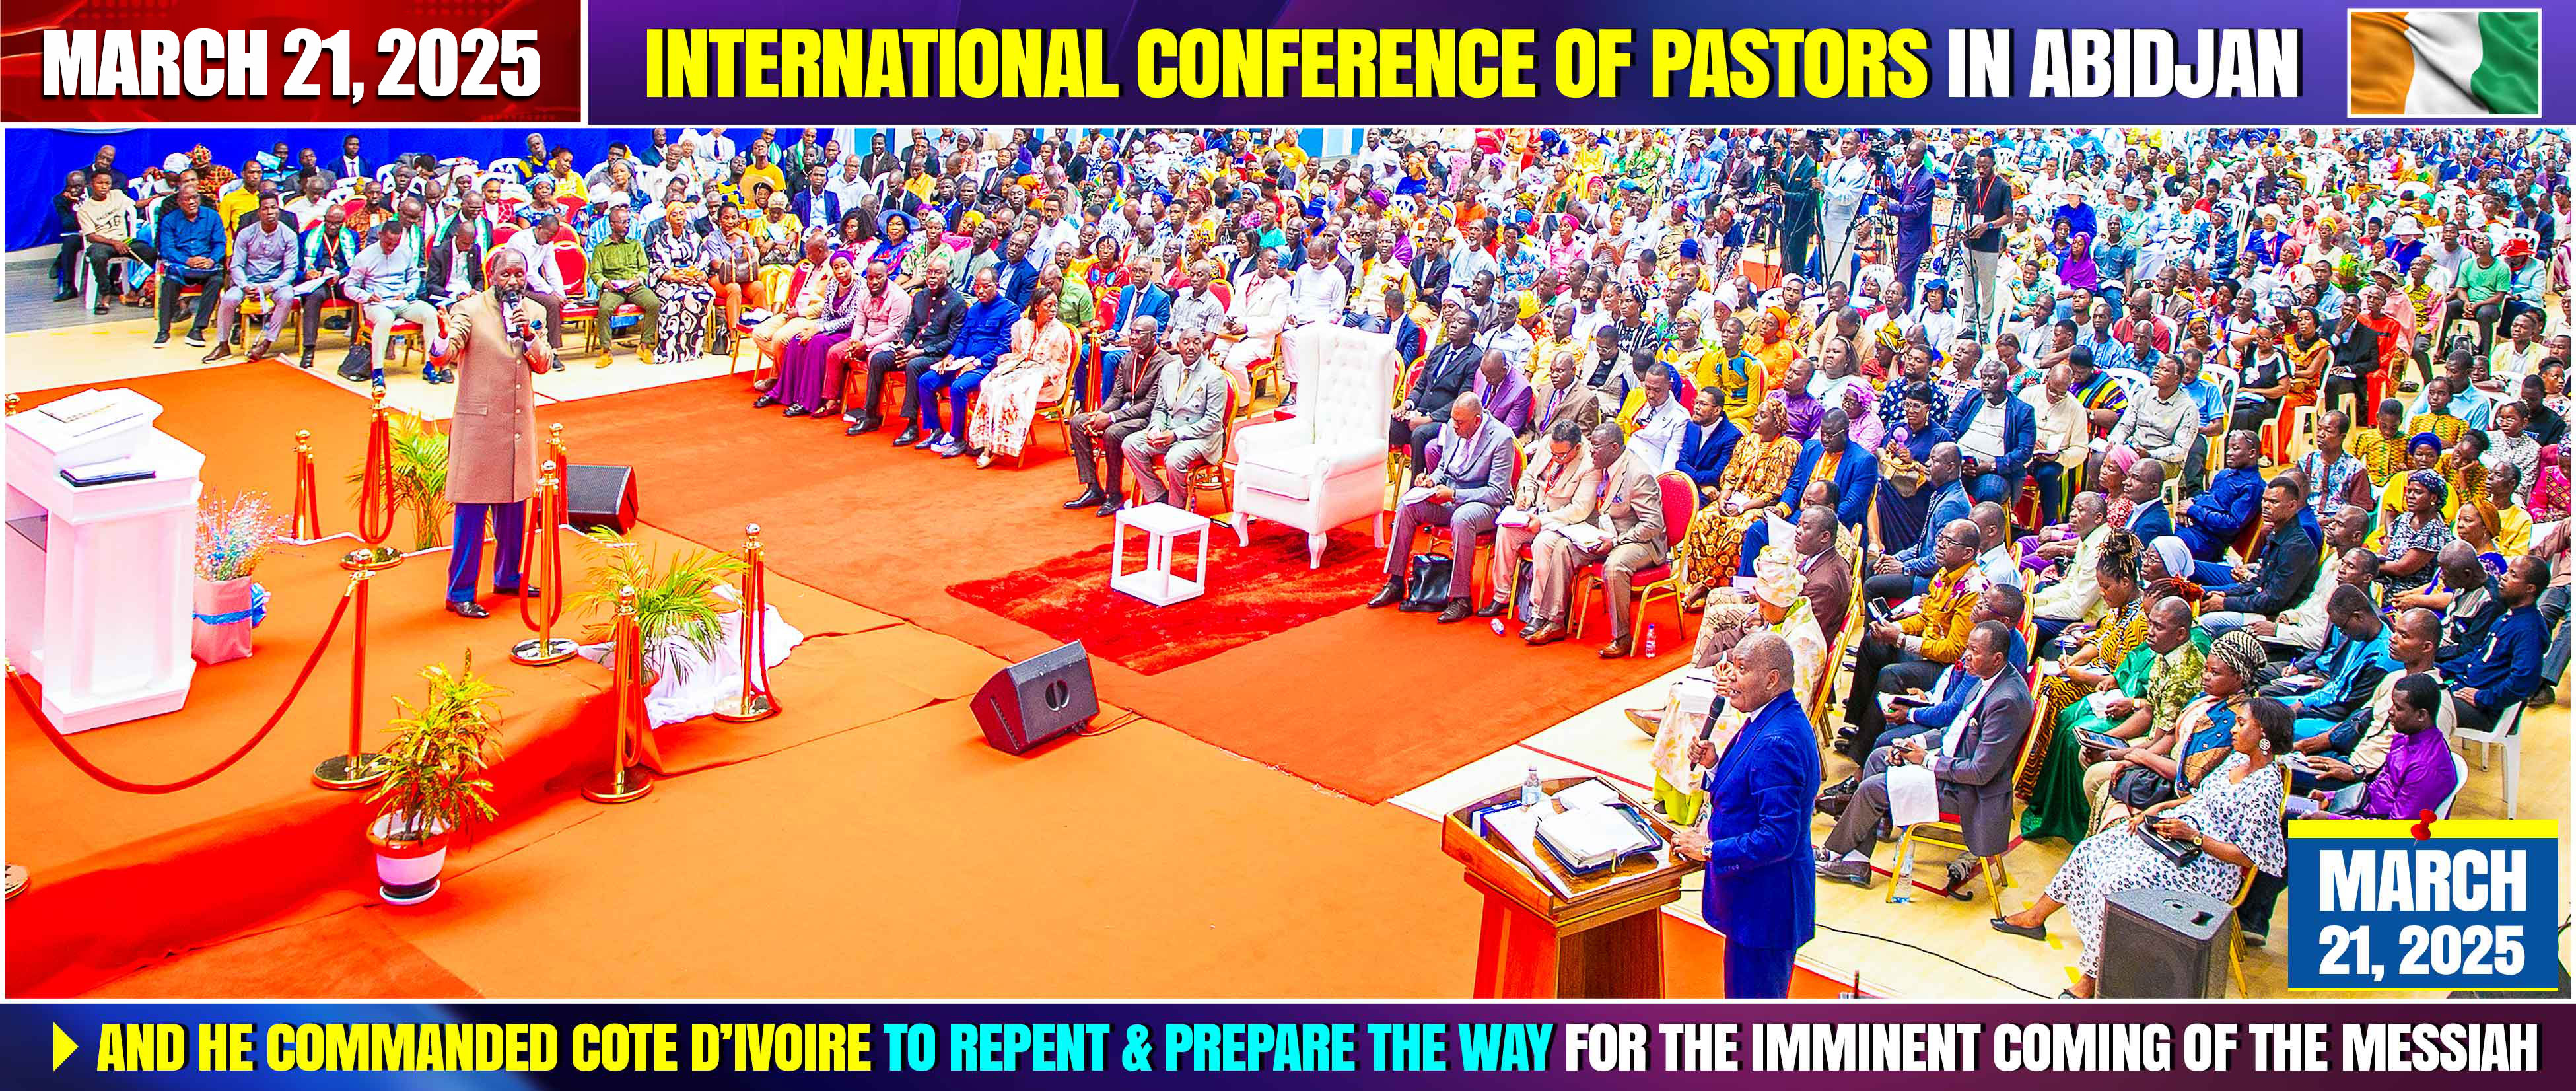 MARCH 21, 2025
INTERNATIONAL CONFERENCE OF PASTORS IN ABIDJAN
MARCH
21, 2025
AND HE COMMANDED COTE D'IVOIRE TO REPENT & PREPARE THE WAY FOR THE IMMINENT COMING OF THE MESSIAH